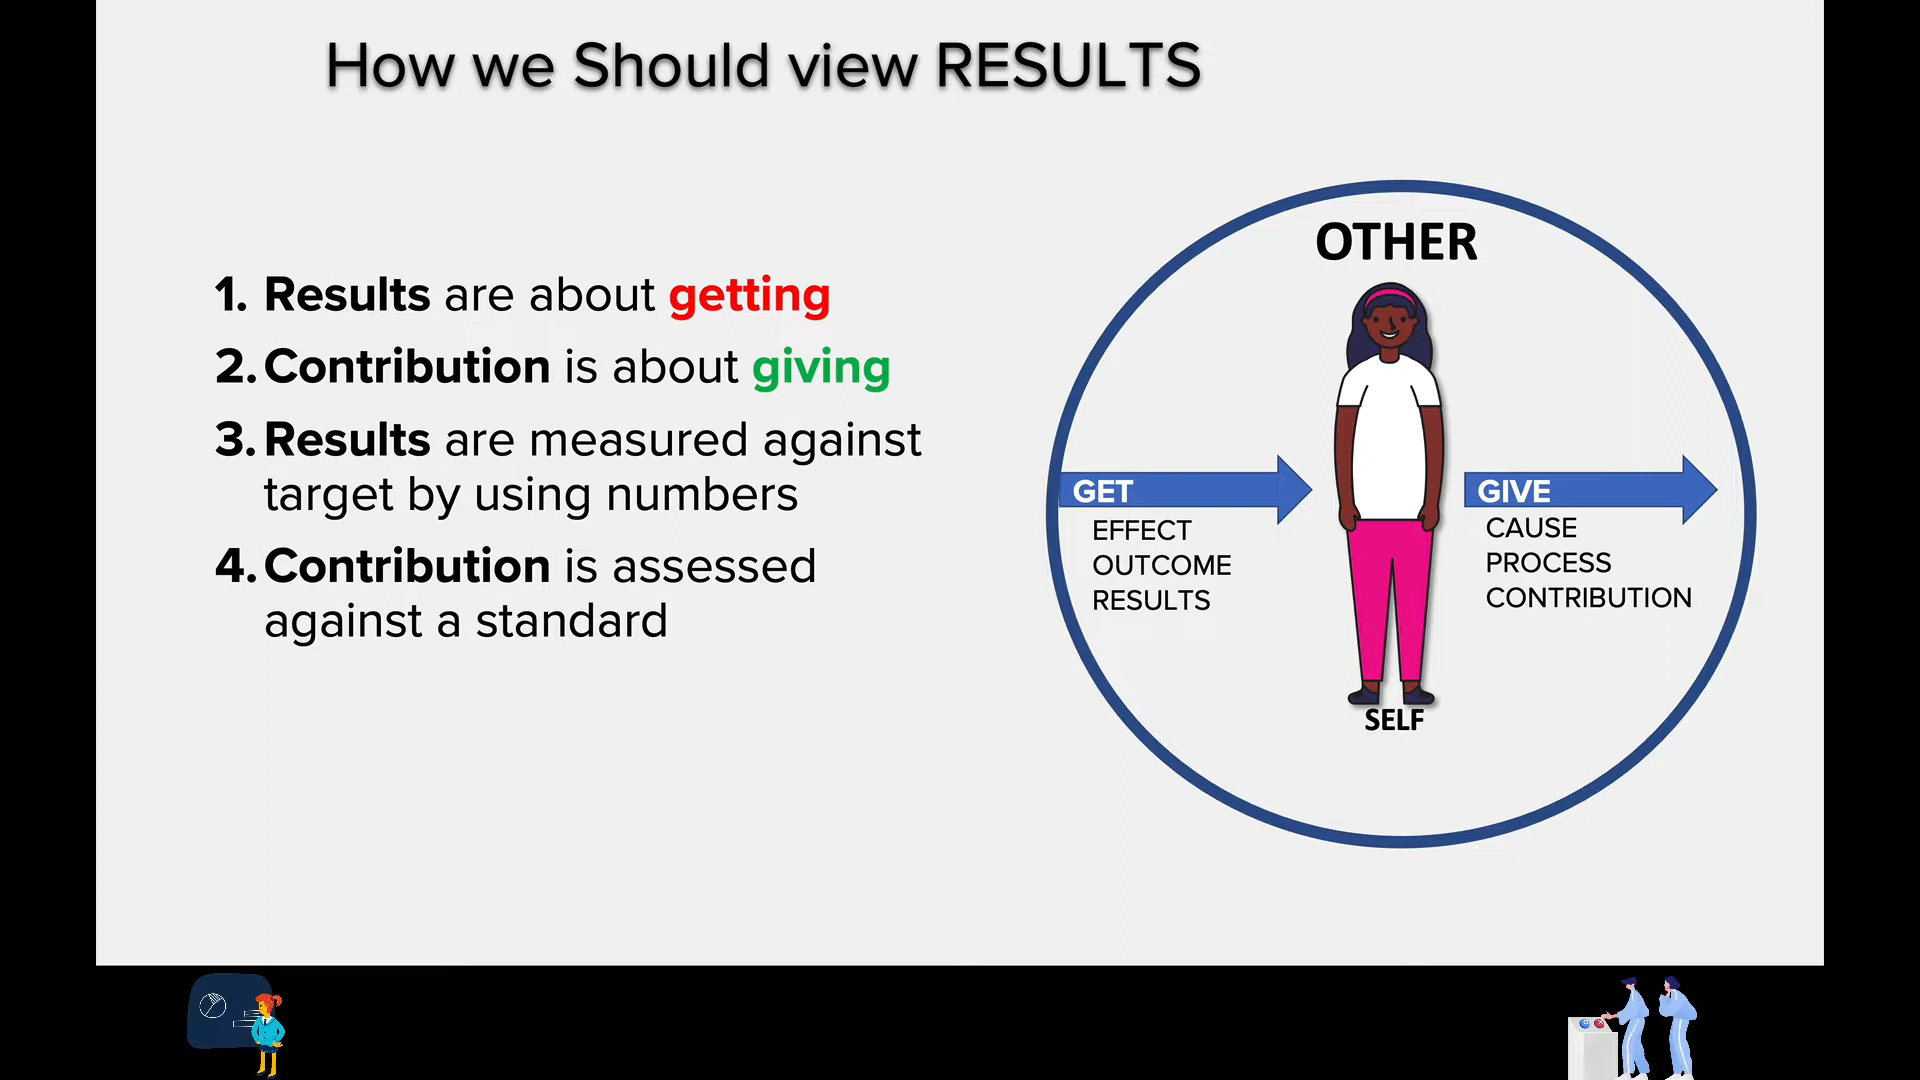 How we Should view RESULTS
1. Results are about getting
2. Contribution is about giving
3. Results are measured against
target by using numbers
4. Contribution is assessed
against a standard
OTHER
GET
EFFECT
OUTCOME
RESULTS
GIVE
CAUSE
PROCESS
CONTRIBUTION
SELF